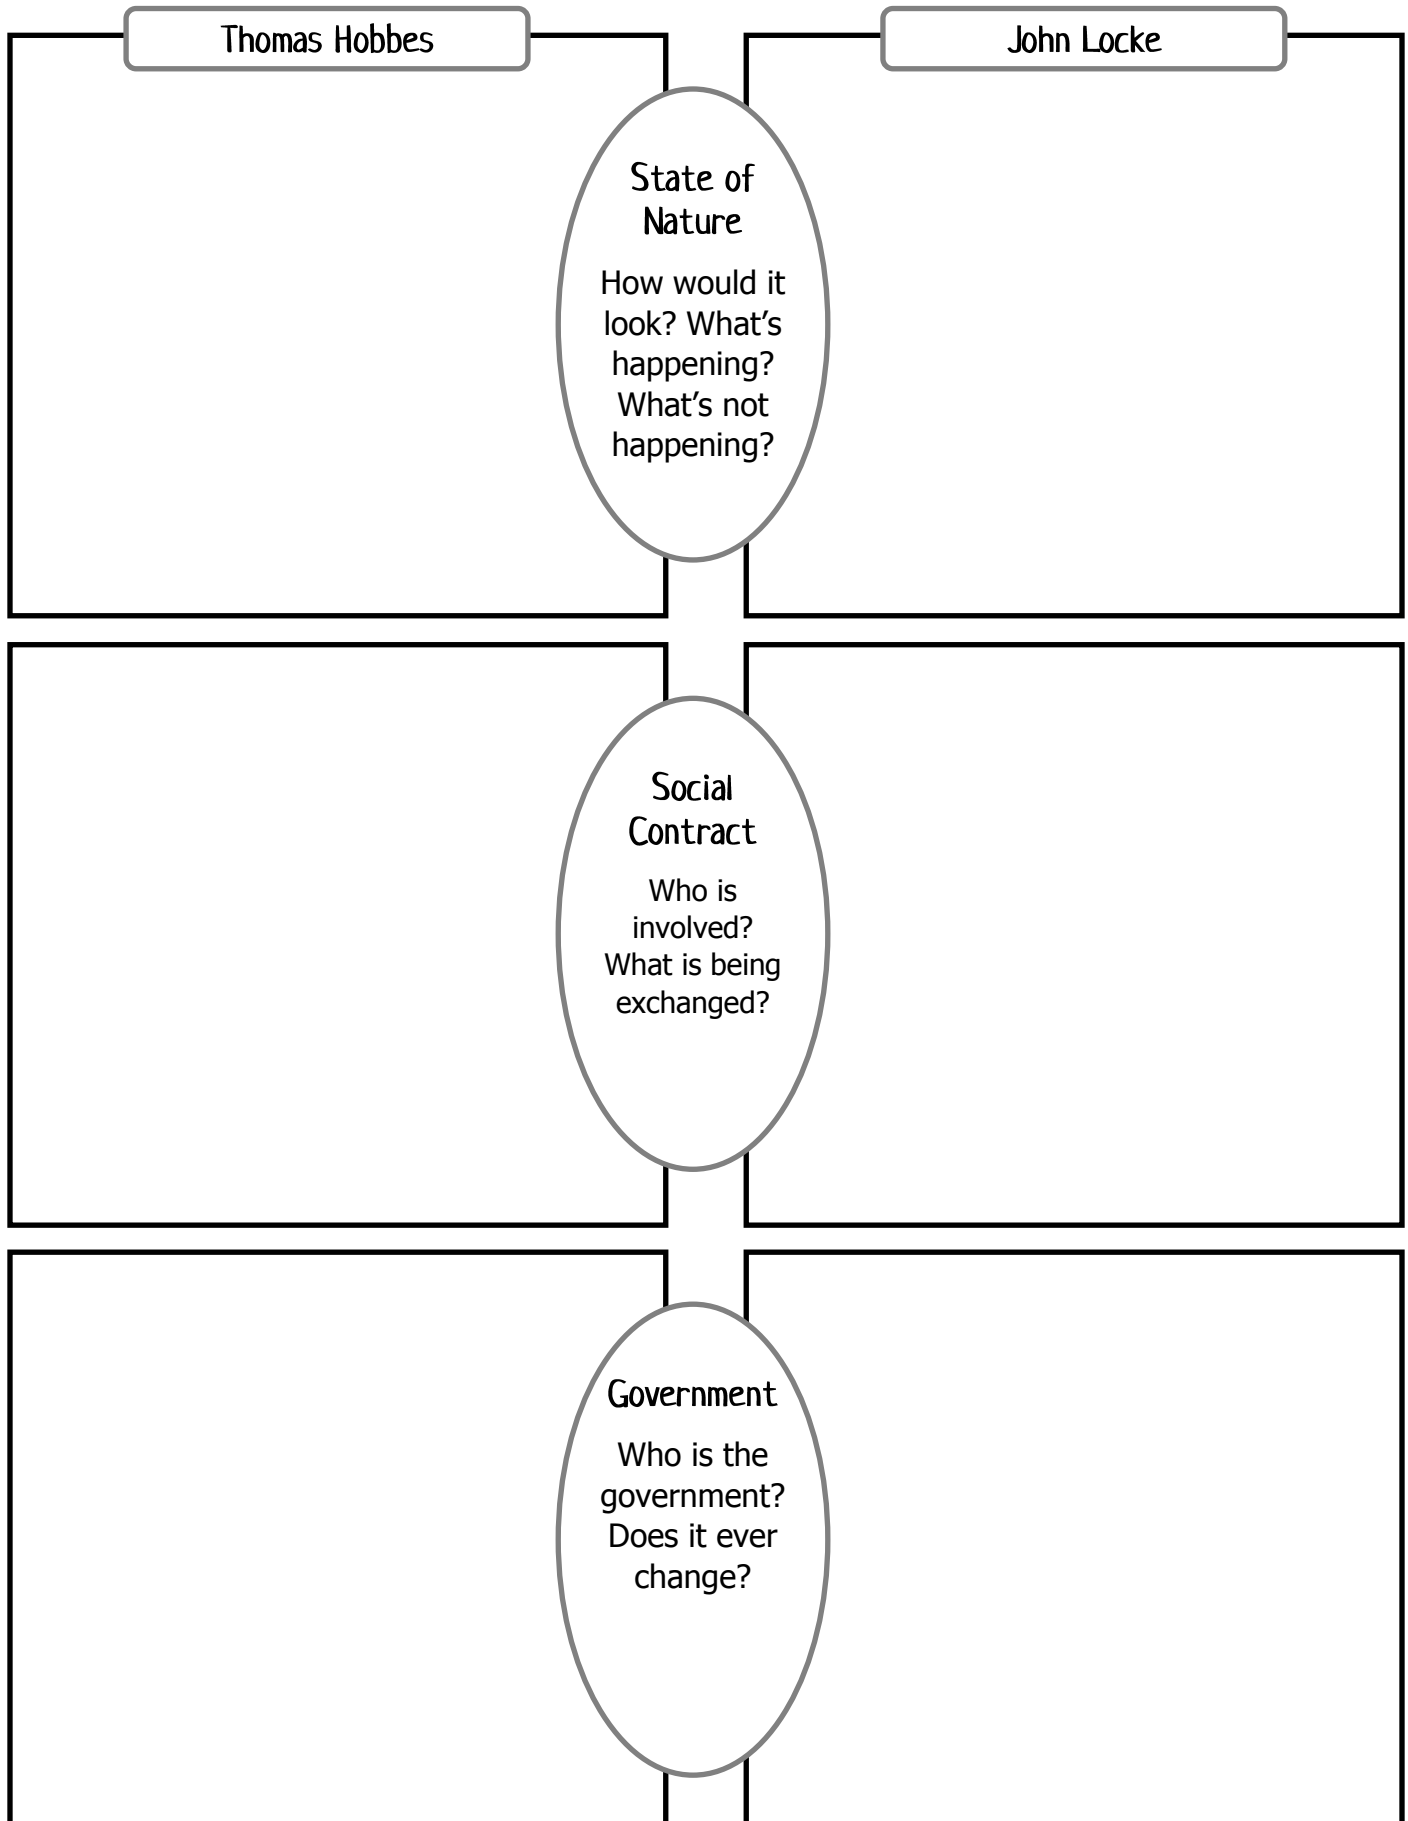 Thomas Hobbes
John Locke
State of
Nature
How would it
look? What’s
happening?
What’s not
happening?
Social
Contract
Who is
involved?
What is being
exchanged?
Government
Who is the
government?
Does it ever
change?